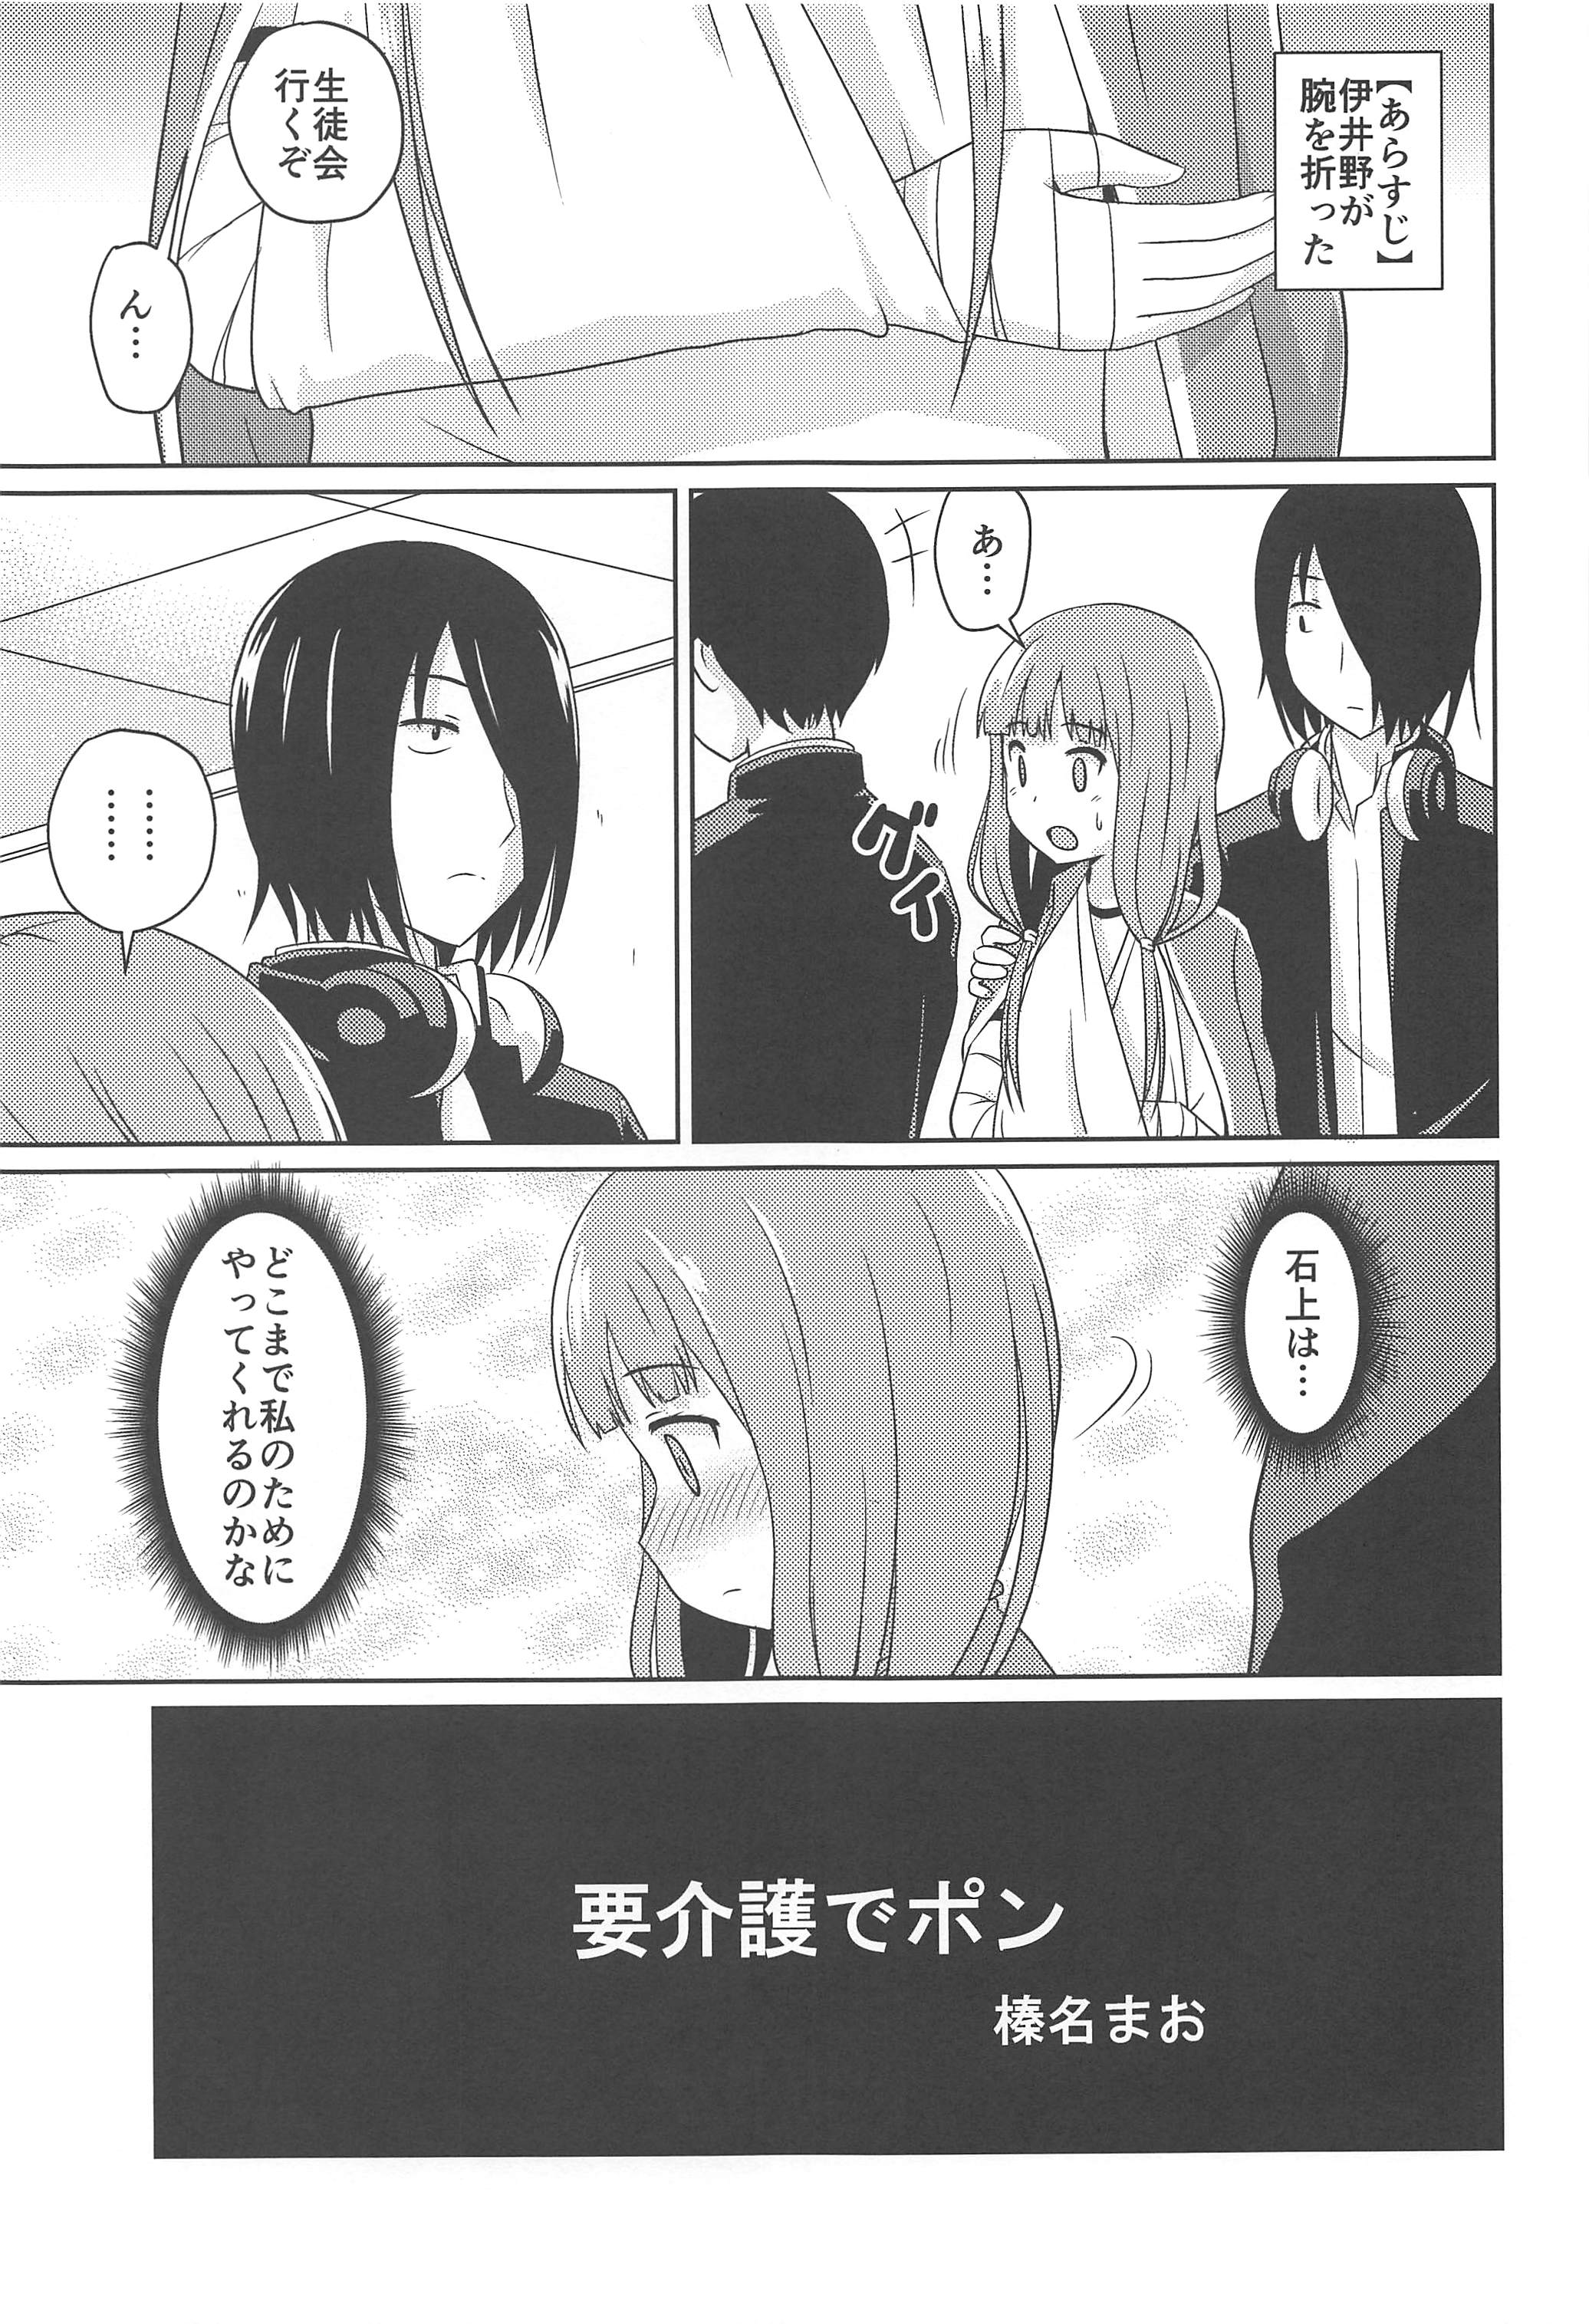 【あらすじ】
伊井野が
腕を折った
生徒会
行くぞ
ん…
あ…
グイ
………
………
石上は…
どこまで私のために
やってくれるのかな
要介護でポン
榛名まお